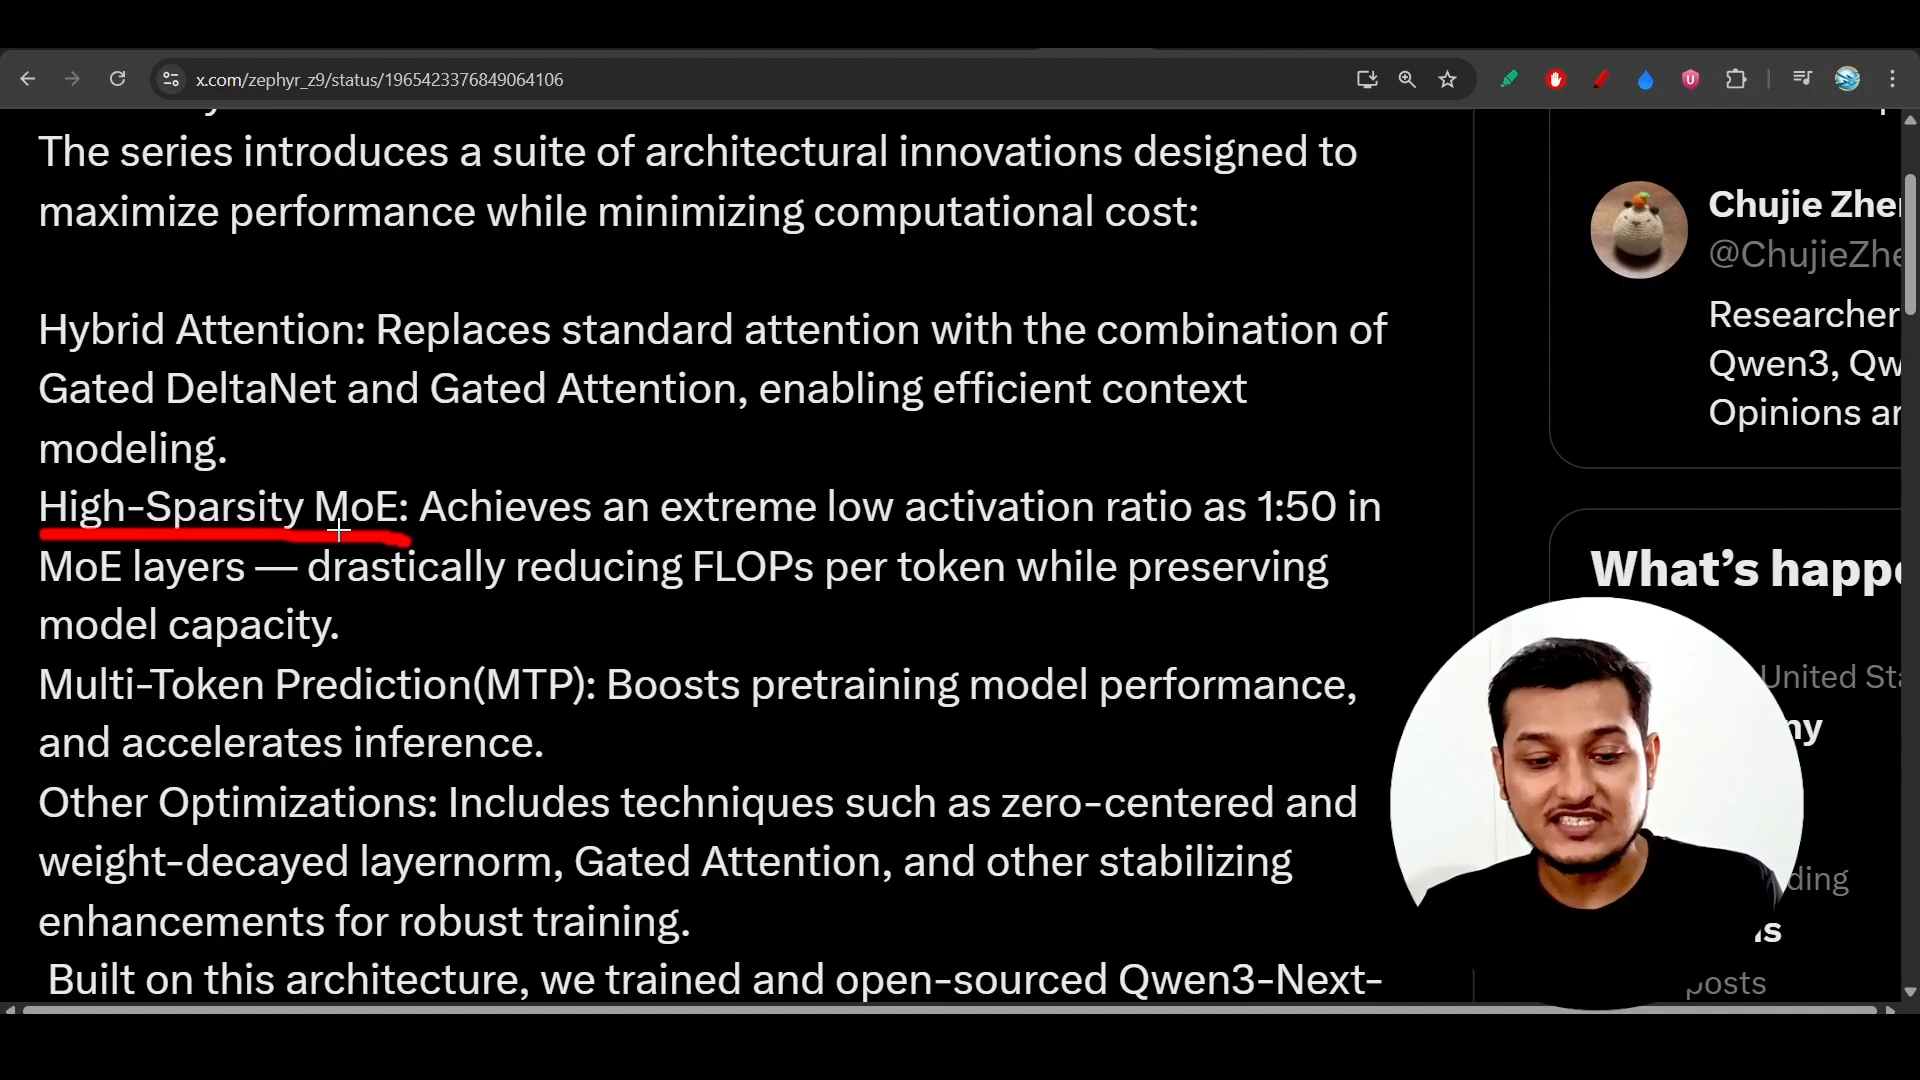 x.com/zephyr_z9/status/1965423376849064106
The series introduces a suite of architectural innovations designed to
maximize performance while minimizing computational cost:
Hybrid Attention: Replaces standard attention with the combination of
Gated DeltaNet and Gated Attention, enabling efficient context
modeling.
High-Sparsity MoE: Achieves an extreme low activation ratio as 1:50 in
MoE layers — drastically reducing FLOPs per token while preserving
model capacity.
Multi-Token Prediction(MTP): Boosts pretraining model performance,
and accelerates inference.
Other Optimizations: Includes techniques such as zero-centered and
weight-decayed layernorm, Gated Attention, and other stabilizing
enhancements for robust training.
Built on this architecture, we trained and open-sourced Qwen3-Next-
Chujie Zhe
@ChujieZhe
Researcher
Qwen3, Qw
Opinions ar
What's happe
United Sta
ny
ding
posts